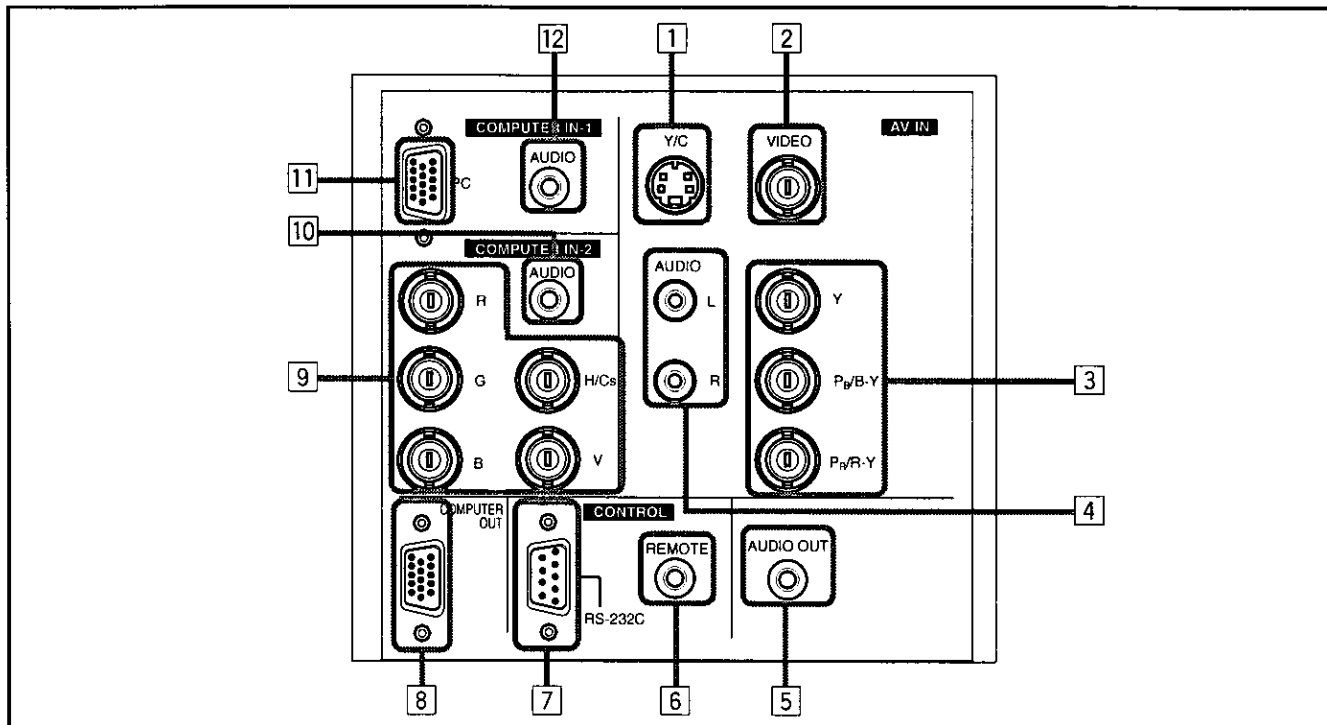 12
1
2
COMPUTER IN-1
AV IN
AUDIO
Y/C
VIDEO
11
PC
10
COMPUTER IN-2
AUDIO
AUDIO
R
L
Y
9
G
H/Cs
R
PB/B-Y
3
B
V
PR/R-Y
4
COMPUTER
OUT
CONTROL
REMOTE
AUDIO OUT
RS-232C
8
7
6
5